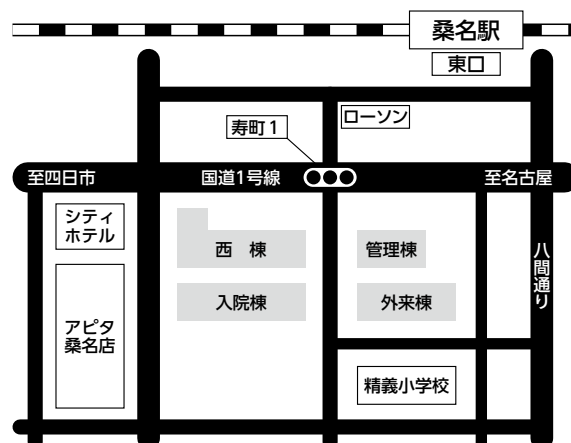 桑名駅
東口
ローソン
寿町1
至四日市
国道1号線
至名古屋
シティ
ホテル
西 棟
管理棟
八間通り
入院棟
外来棟
アピタ
桑名店
精義小学校